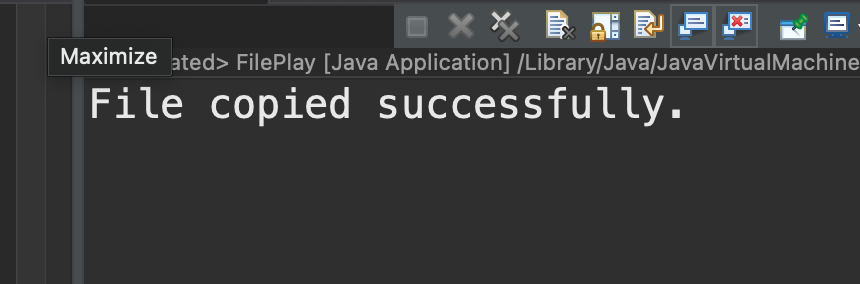 Maximize
ated> FilePlay [Java Application] /Library/Java/JavaVirtualMachine
File copied successfully.